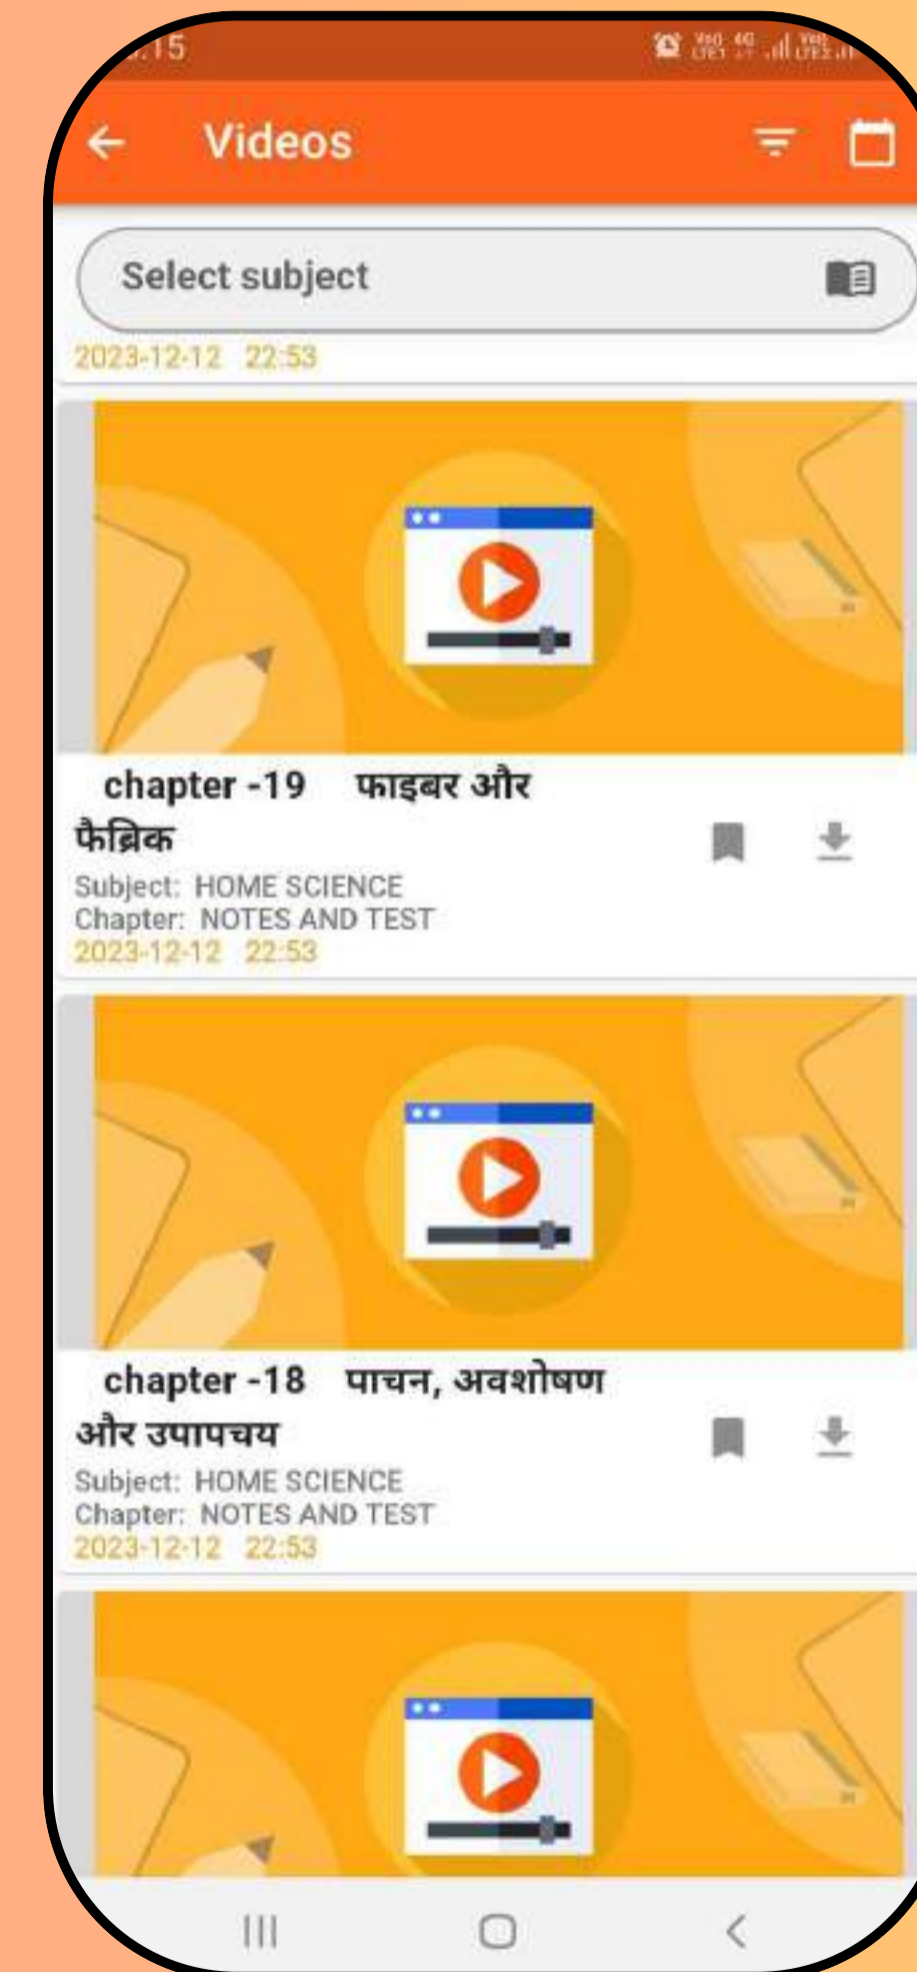 Videos
Select subject
2023-12-12 22:53
chapter -19 फाइबर और
फैब्रिक
Subject: HOME SCIENCE
Chapter: NOTES AND TEST
2023-12-12 22:53
chapter -18 पाचन, अवशोषण
और उपापचय
Subject: HOME SCIENCE
Chapter: NOTES AND TEST
2023-12-12 22:53